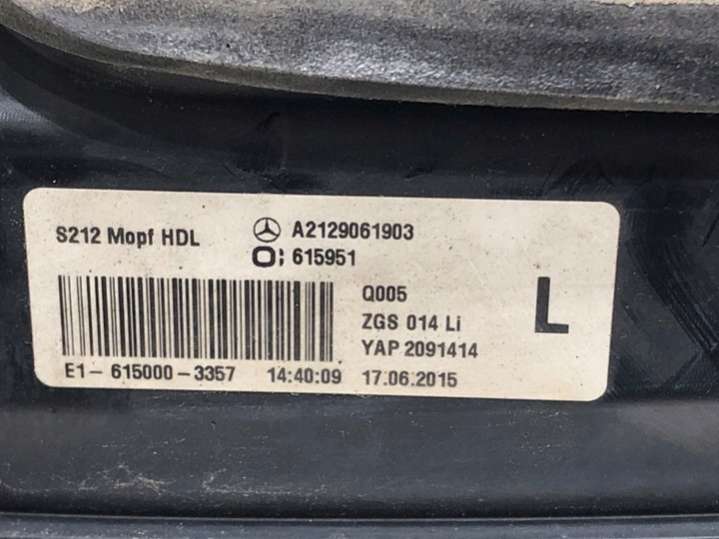 S212 Mopf HDL A2129061903
615951
Q005
ZGS 014 Li
L
YAP 2091414
E1- 615000-3357 14:40:09 17.06.2015